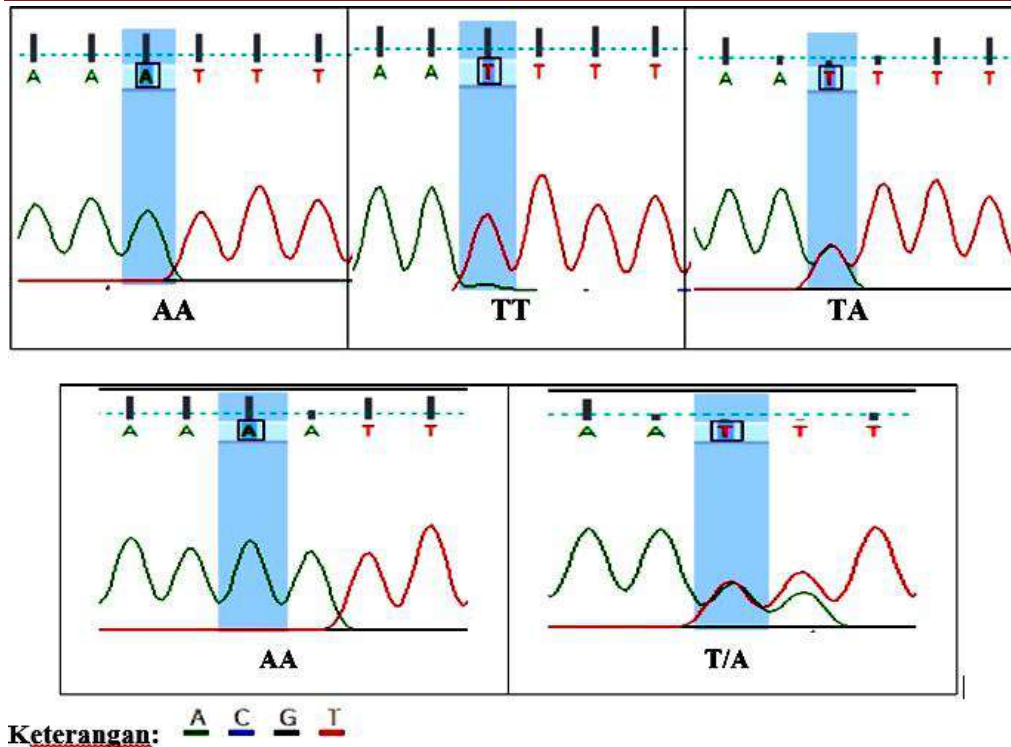 A A A T T T
A A T T T T
A A T T T T
AA
TT
TA
A A A A T T
A A T T T
AA
T/A
A C G T
Keterangan: